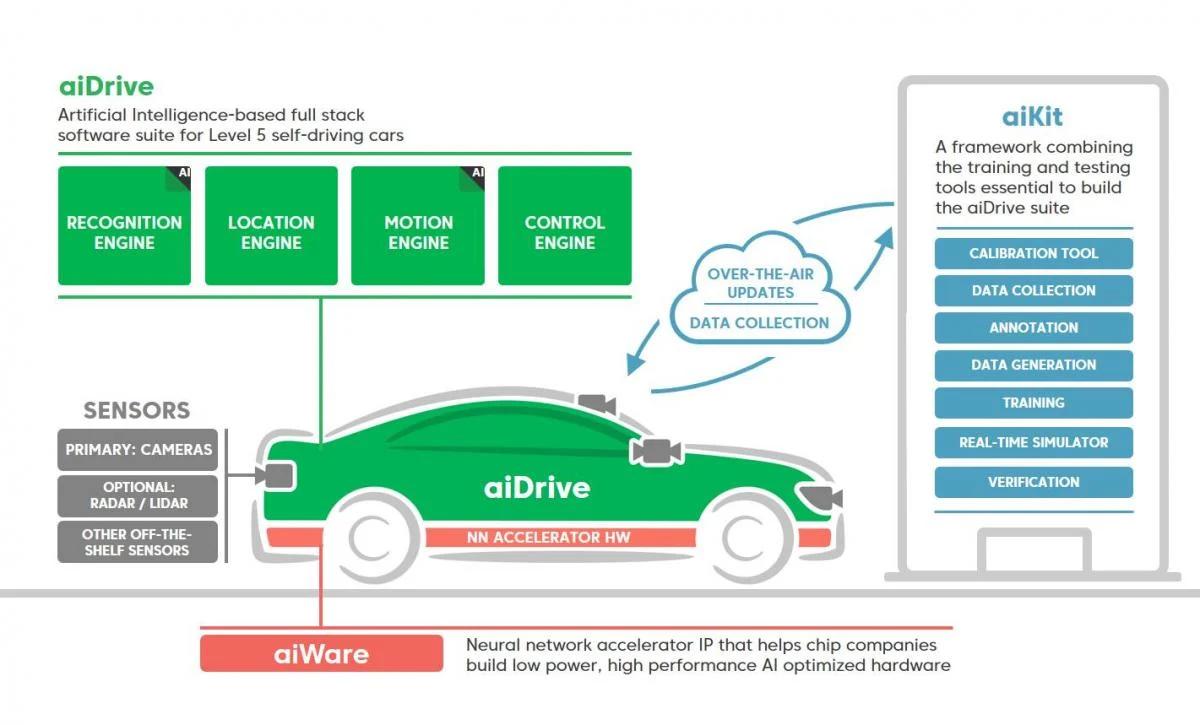 aiDrive
Artificial Intelligence-based full stack
software suite for Level 5 self-driving cars
AI
RECOGNITION
ENGINE
LOCATION
ENGINE
AI
MOTION
ENGINE
CONTROL
ENGINE
OVER-THE-AIR
UPDATES
DATA COLLECTION
aiKit
A framework combining
the training and testing
tools essential to build
the aiDrive suite
CALIBRATION TOOL
DATA COLLECTION
ANNOTATION
DATA GENERATION
TRAINING
REAL-TIME SIMULATOR
VERIFICATION
SENSORS
PRIMARY: CAMERAS
OPTIONAL:
RADAR / LIDAR
OTHER OFF-THE-
SHELF SENSORS
aiDrive
NN ACCELERATOR HW
aiWare
Neural network accelerator IP that helps chip companies
build low power, high performance AI optimized hardware